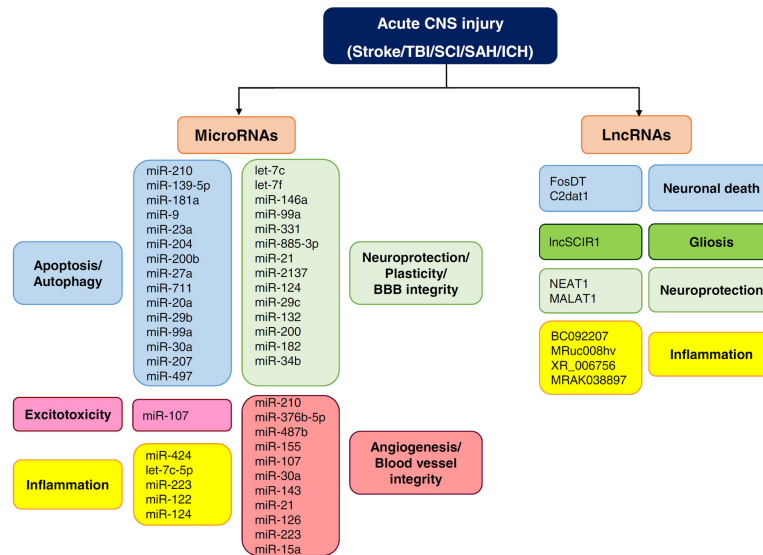 Acute CNS injury
(Stroke/TBI/SCI/SAH/ICH)
MicroRNAs
LncRNAs
Apoptosis/
Autophagy
miR-210
miR-139-5p
miR-181a
miR-9
miR-23a
miR-204
miR-200b
miR-27a
miR-711
miR-20a
miR-29b
miR-99a
miR-30a
miR-207
miR-497
let-7c
let-7f
miR-146a
miR-99a
miR-331
miR-885-3p
miR-21
miR-2137
miR-124
miR-29c
miR-132
miR-200
miR-182
miR-34b
Neuroprotection/
Plasticity/
BBB integrity
Excitotoxicity
miR-107
Inflammation
miR-424
let-7c-5p
miR-223
miR-122
miR-124
miR-210
miR-376b-5p
miR-487b
miR-155
miR-107
miR-30a
miR-143
miR-21
miR-126
miR-223
miR-15a
Angiogenesis/
Blood vessel
integrity
FosDT
C2dat1
Neuronal death
lncSCIR1
Gliosis
NEAT1
MALAT1
Neuroprotection
BC092207
MRuc008hv
XR_006756
MRAK038897
Inflammation